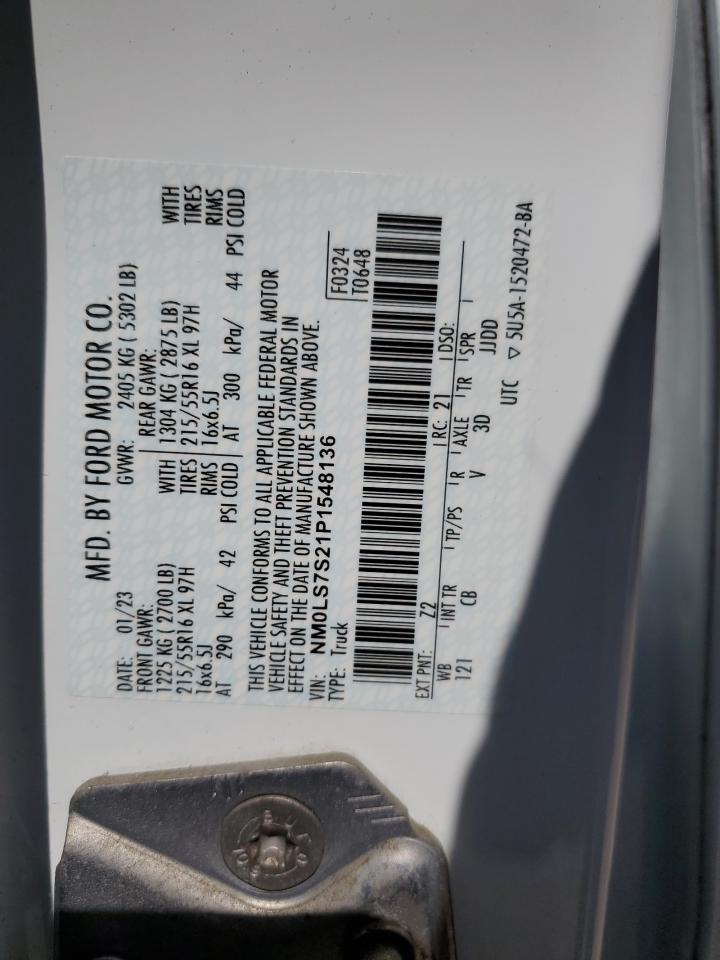 MFD. BY FORD MOTOR CO.
DATE: 01/23 GVWR: 2405 KG ( 5302 LB)
FRONT GAWR: REAR GAWR:
1225 KG ( 2700 LB) WITH 1304 KG ( 2875 LB) WITH
215/55R16 XL 97H TIRES 215/55R16 XL 97H TIRES
16x6.5J RIMS 16x6.5J RIMS
AT 290 kPa/ 42 PSI COLD AT 300 kPa/ 44 PSI COLD
THIS VEHICLE CONFORMS TO ALL APPLICABLE FEDERAL MOTOR
VEHICLE SAFETY AND THEFT PREVENTION STANDARDS IN
EFFECT ON THE DATE OF MANUFACTURE SHOWN ABOVE.
VIN: NM0LS7S21P1548136 F0324
TYPE: Truck T0648
EXT PNT: Z2 RC: 21 DSO:
WB INT TR TP/PS R AXLE TR SPR
121 CB V 3D JJDD
UTC ▽ 5U5A-1520472-BA